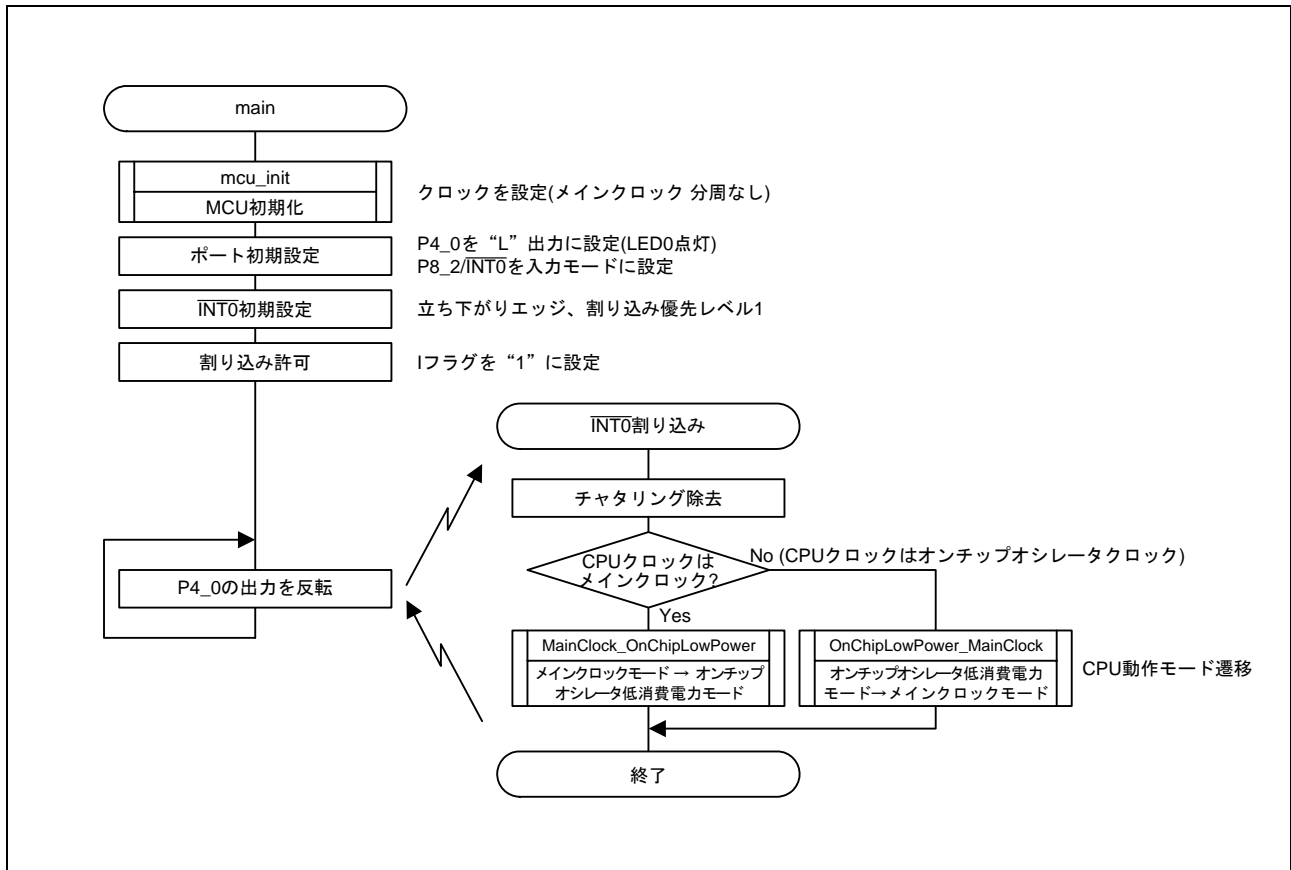 main
mcu_init
MCU初期化
クロックを設定(メインクロック 分周なし)
ポート初期設定
P4_0を“L”出力に設定(LED0点灯)
P8_2/INT0を入力モードに設定
INT0初期設定
立ち下がりエッジ、割り込み優先レベル1
割り込み許可
Iフラグを“1”に設定
P4_0の出力を反転
INT0割り込み
チャタリング除去
CPUクロックは
メインクロック?
No (CPUクロックはオンチップオシレータクロック)
Yes
MainClock_OnChipLowPower
メインクロックモード → オンチップ
オシレータ低消費電力モード
OnChipLowPower_MainClock
オンチップオシレータ低消費電力
モード→メインクロックモード
CPU動作モード遷移
終了